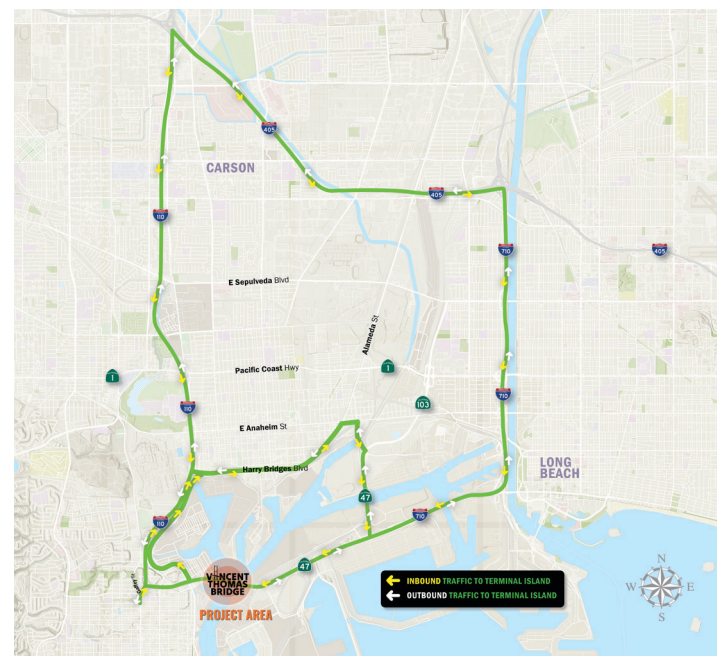 405
CARSON
405
110
710
405
E Sepulveda Blvd
Alameda St
Pacific Coast Hwy
1
1
710
103
110
E Anaheim St
LONG
BEACH
Harry Bridges Blvd
47
710
110
47
VINCENT
THOMAS
BRIDGE
PROJECT AREA
INBOUND TRAFFIC TO TERMINAL ISLAND
OUTBOUND TRAFFIC TO TERMINAL ISLAND
N
W
E
S